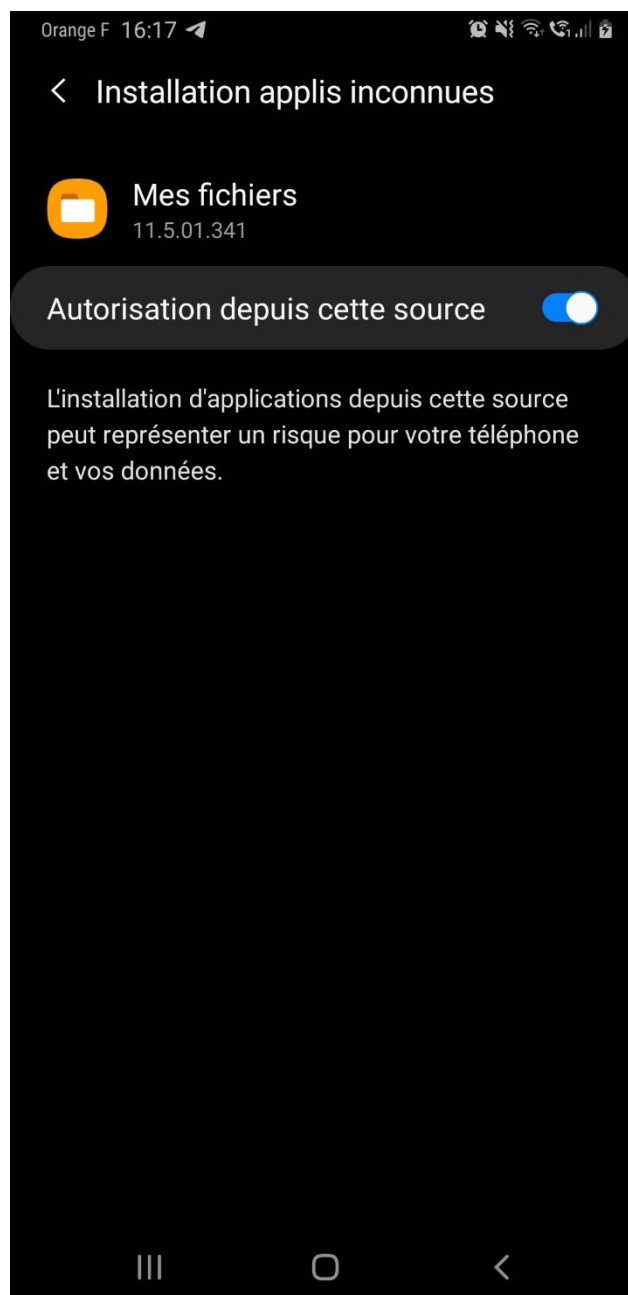 Orange F 16:17
Installation applis inconnues
Mes fichiers
11.5.01.341
Autorisation depuis cette source
L'installation d'applications depuis cette source
peut représenter un risque pour votre téléphone
et vos données.